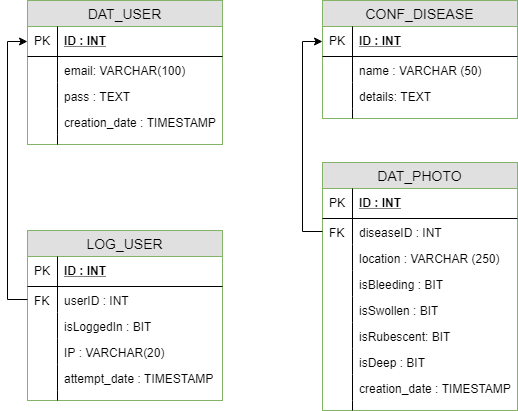 DAT_USER
PK ID : INT
email: VARCHAR(100)
pass : TEXT
creation_date : TIMESTAMP
CONF_DISEASE
PK ID : INT
name : VARCHAR (50)
details: TEXT
LOG_USER
PK ID : INT
FK userID : INT
isLoggedIn : BIT
IP : VARCHAR(20)
attempt_date : TIMESTAMP
DAT_PHOTO
PK ID : INT
FK diseaseID : INT
location : VARCHAR (250)
isBleeding : BIT
isSwollen : BIT
isRubescent: BIT
isDeep : BIT
creation_date : TIMESTAMP